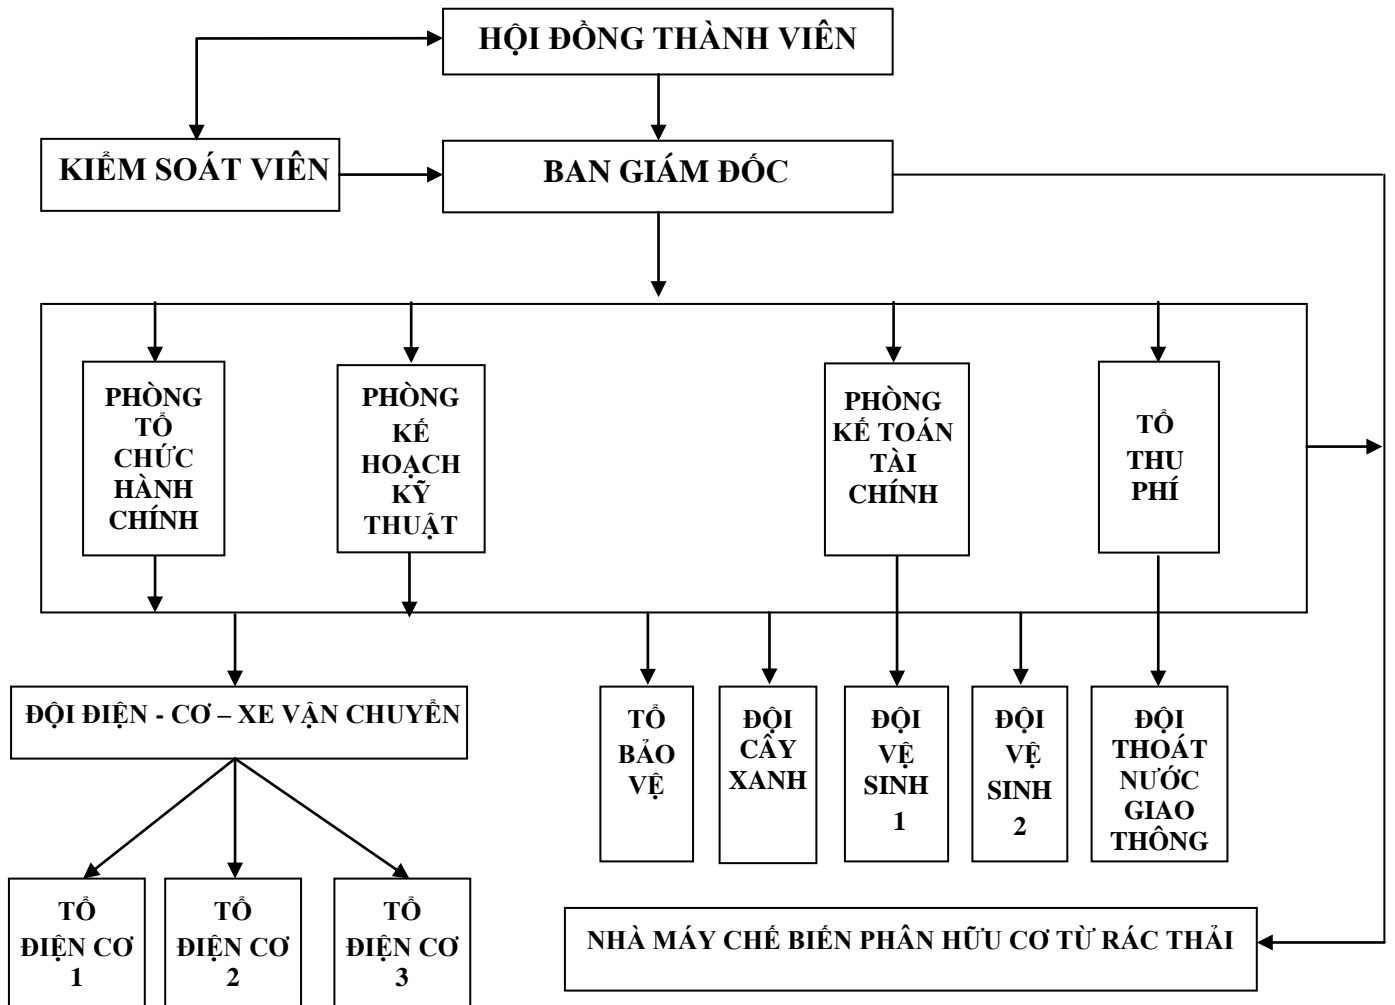 HỘI ĐỒNG THÀNH VIÊN
KIỂM SOÁT VIÊN
BAN GIÁM ĐỐC
PHÒNG
TỔ
CHỨC
HÀNH
CHÍNH
PHÒNG
KẾ
HOẠCH
KỸ
THUẬT
PHÒNG
KẾ TOÁN
TÀI
CHÍNH
TỔ
THU
PHÍ
ĐỘI ĐIỆN - CƠ – XE VẬN CHUYỂN
TỔ
BẢO
VỆ
ĐỘI
CÂY
XANH
ĐỘI
VỆ
SINH
1
ĐỘI
VỆ
SINH
2
ĐỘI
THOÁT
NƯỚC
GIAO
THÔNG
TỔ
ĐIỆN CƠ
1
TỔ
ĐIỆN CƠ
2
TỔ
ĐIỆN CƠ
3
NHÀ MÁY CHẾ BIẾN PHÂN HỮU CƠ TỪ RÁC THẢI